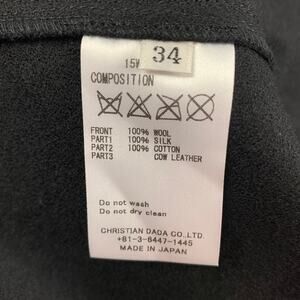 34
15W
COMPOSITION
FRONT 100% WOOL
PART1 100% SILK
PART2 100% COTTON
PART3 COW LEATHER
Do not wash
Do not dry clean
CHRISTIAN DADA CO.,LTD.
+81-3-6447-1445
MADE IN JAPAN